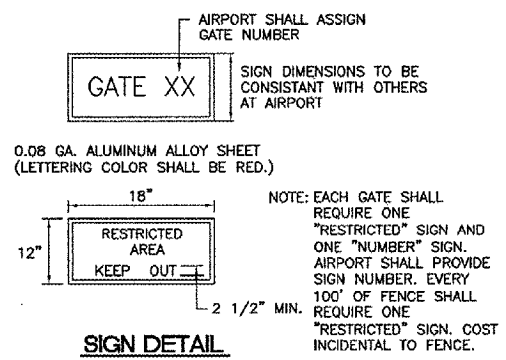 AIRPORT SHALL ASSIGN
GATE NUMBER
GATE XX
SIGN DIMENSIONS TO BE
CONSISTANT WITH OTHERS
AT AIRPORT
0.08 GA. ALUMINUM ALLOY SHEET
(LETTERING COLOR SHALL BE RED.)
18"
12"
RESTRICTED
AREA
KEEP OUT
2 1/2" MIN.
NOTE: EACH GATE SHALL
REQUIRE ONE
"RESTRICTED" SIGN AND
ONE "NUMBER" SIGN.
AIRPORT SHALL PROVIDE
SIGN NUMBER. EVERY
100' OF FENCE SHALL
REQUIRE ONE
"RESTRICTED" SIGN. COST
INCIDENTAL TO FENCE.
SIGN DETAIL